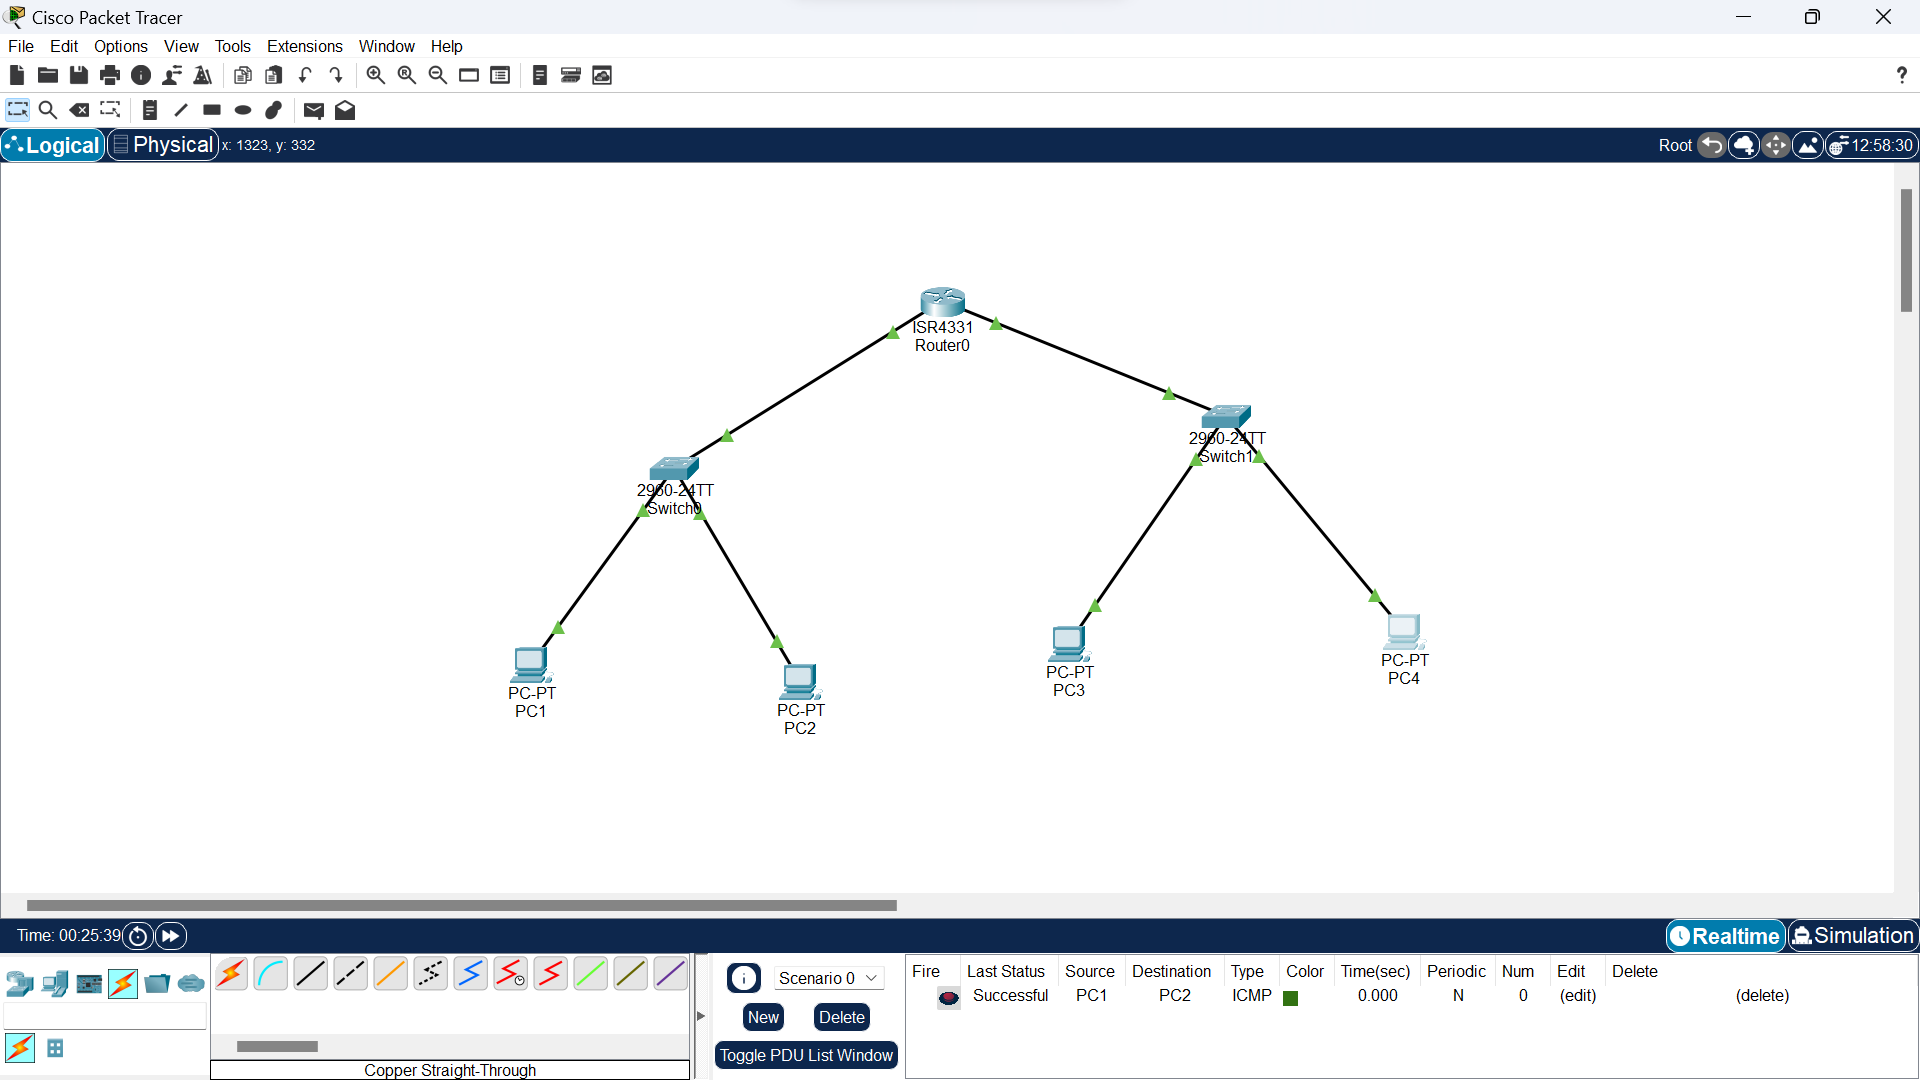 Cisco Packet Tracer
File Edit Options View Tools Extensions Window Help
?
Logical Physical x: 1323, y: 332 Root 12:58:30
ISR4331
Router0
2960-24TT
Switch1
2960-24TT
Switch0
PC-PT
PC3
PC-PT
PC4
PC-PT
PC1
PC-PT
PC2
Time: 00:25:39 Realtime Simulation
Scenario 0
New Delete
Toggle PDU List Window
Fire Last Status Source Destination Type Color Time(sec) Periodic Num Edit Delete
Successful PC1 PC2 ICMP 0.000 N 0 (edit) (delete)
Copper Straight-Through